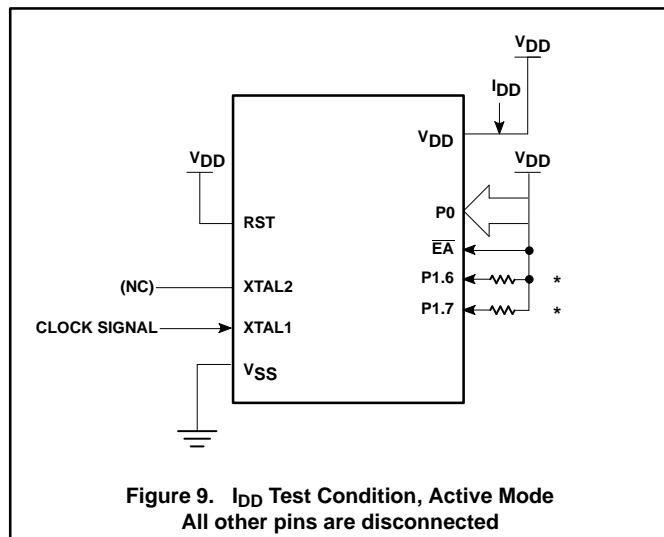 VDD
IDD
VDD
VDD
VDD
P0
RST
EA
(NC)
XTAL2
P1.6
*
P1.7
*
CLOCK SIGNAL
XTAL1
VSS
Figure 9. IDD Test Condition, Active Mode
All other pins are disconnected